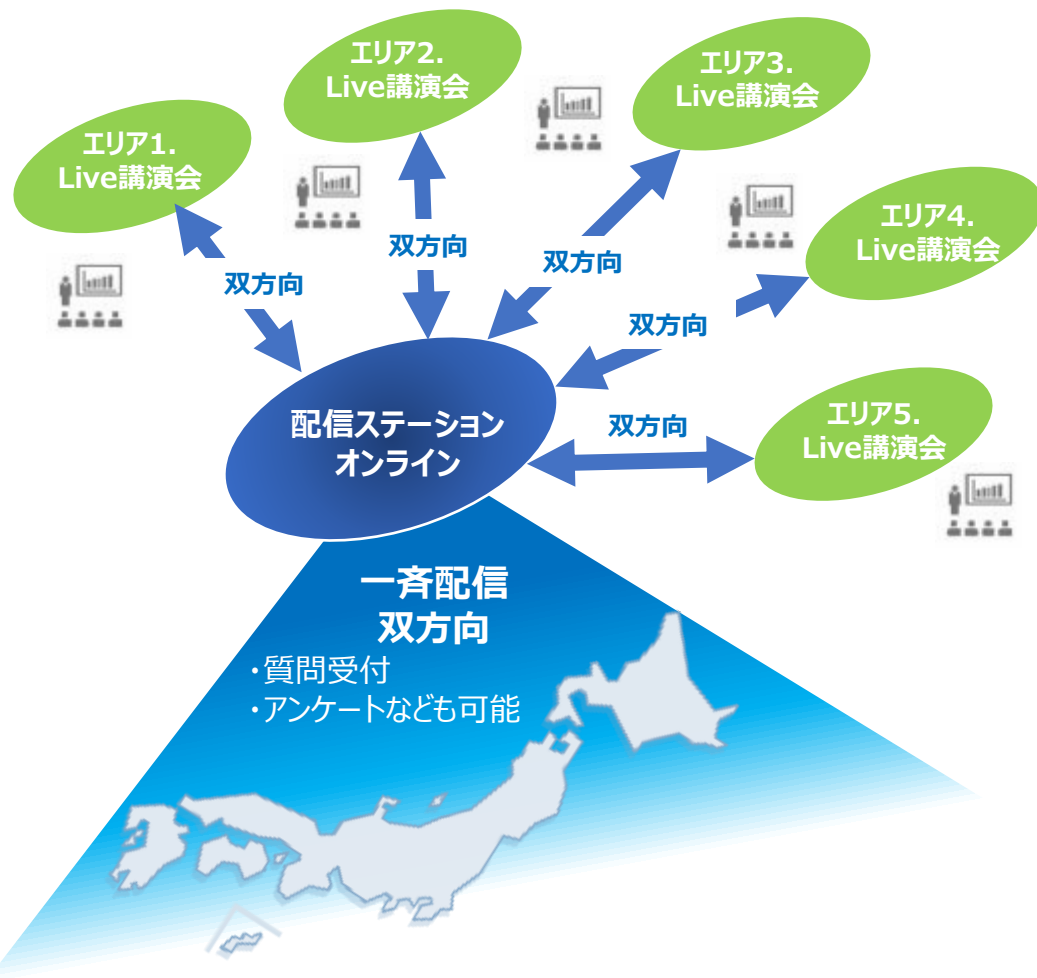 エリア1.
Live講演会
エリア2.
Live講演会
エリア3.
Live講演会
エリア4.
Live講演会
エリア5.
Live講演会
双方向
双方向
双方向
双方向
双方向
配信ステーション
オンライン
一斉配信
双方向
・質問受付
・アンケートなども可能